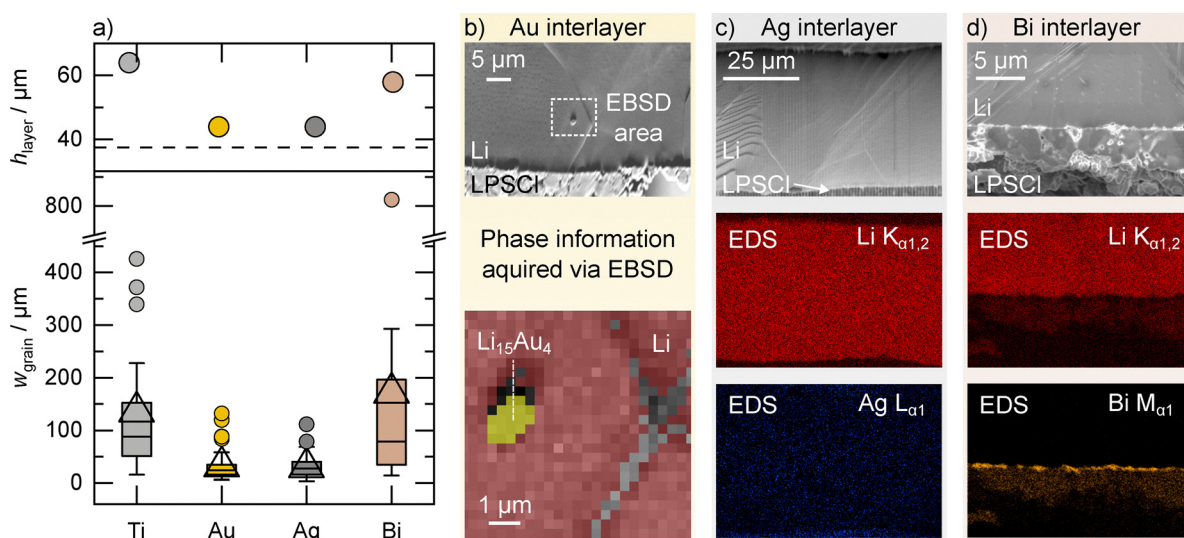 a)
h_layer / µm
60
40
w_grain / µm
800
400
300
200
100
0
Ti Au Ag Bi
b) Au interlayer
5 µm
EBSD
area
Li
LPSCl
Phase information
aquired via EBSD
Li₁₅Au₄
Li
1 µm
c) Ag interlayer
25 µm
Li
LPSCl
EDS Li Kα1,2
EDS Ag Lα1
d) Bi interlayer
5 µm
Li
LPSCl
EDS Li Kα1,2
EDS Bi Mα1